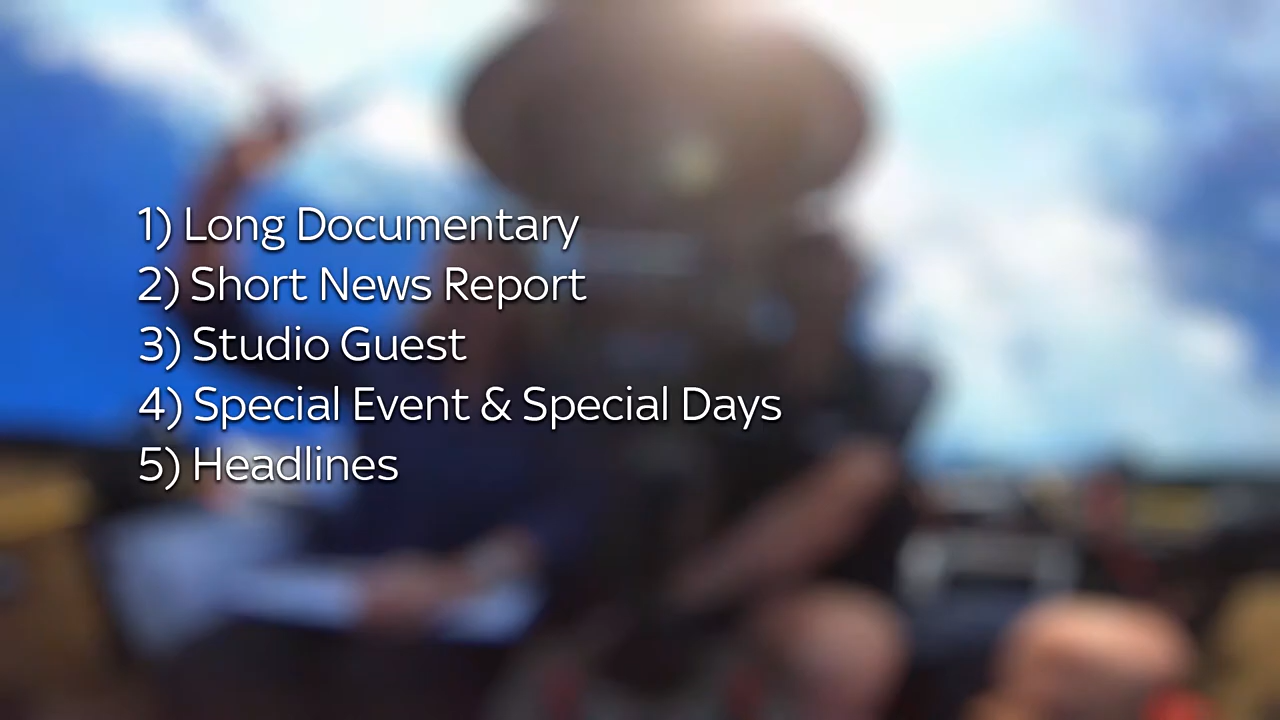 1) Long Documentary
2) Short News Report
3) Studio Guest
4) Special Event & Special Days
5) Headlines